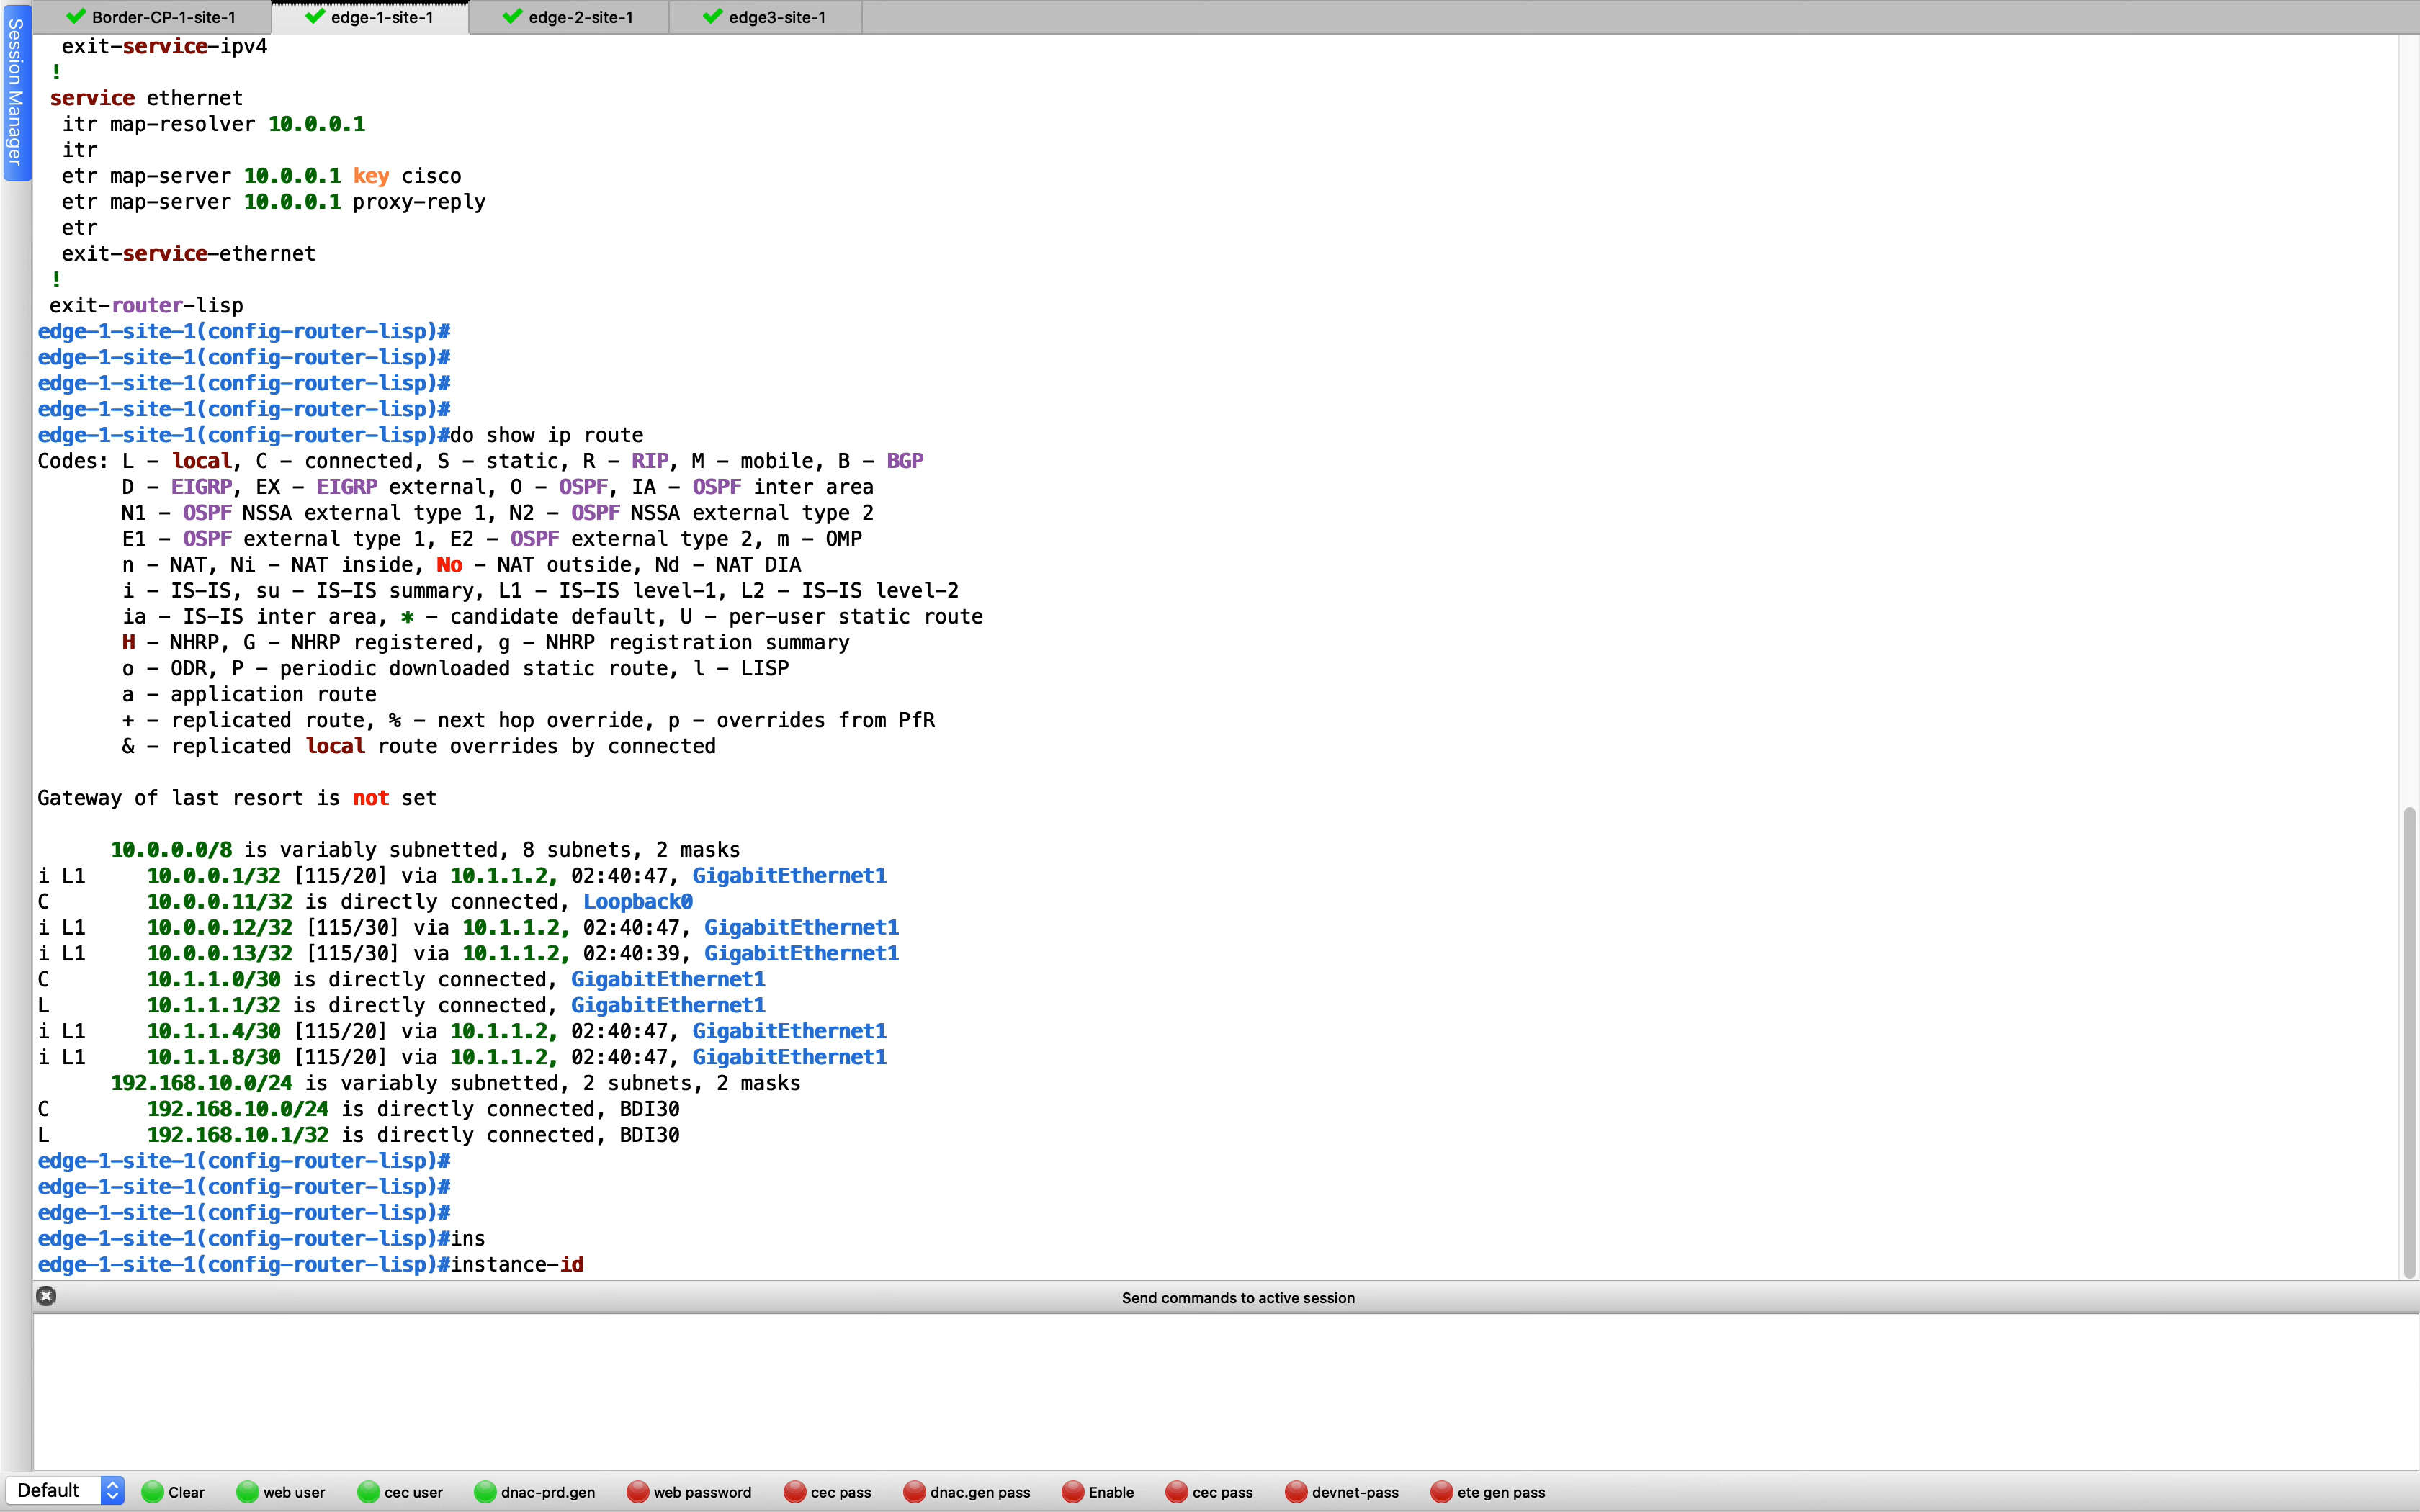 Border-CP-1-site-1 edge-1-site-1 edge-2-site-1 edge3-site-1
Session Manager
exit-service-ipv4
!
service ethernet
itr map-resolver 10.0.0.1
itr
etr map-server 10.0.0.1 key cisco
etr map-server 10.0.0.1 proxy-reply
etr
exit-service-ethernet
!
exit-router-lisp
edge-1-site-1(config-router-lisp)#
edge-1-site-1(config-router-lisp)#
edge-1-site-1(config-router-lisp)#
edge-1-site-1(config-router-lisp)#
edge-1-site-1(config-router-lisp)#do show ip route
Codes: L - local, C - connected, S - static, R - RIP, M - mobile, B - BGP
D - EIGRP, EX - EIGRP external, O - OSPF, IA - OSPF inter area
N1 - OSPF NSSA external type 1, N2 - OSPF NSSA external type 2
E1 - OSPF external type 1, E2 - OSPF external type 2, m - OMP
n - NAT, Ni - NAT inside, No - NAT outside, Nd - NAT DIA
i - IS-IS, su - IS-IS summary, L1 - IS-IS level-1, L2 - IS-IS level-2
ia - IS-IS inter area, * - candidate default, U - per-user static route
H - NHRP, G - NHRP registered, g - NHRP registration summary
o - ODR, P - periodic downloaded static route, l - LISP
a - application route
+ - replicated route, % - next hop override, p - overrides from PfR
& - replicated local route overrides by connected
Gateway of last resort is not set
10.0.0.0/8 is variably subnetted, 8 subnets, 2 masks
i L1 10.0.0.1/32 [115/20] via 10.1.1.2, 02:40:47, GigabitEthernet1
C 10.0.0.11/32 is directly connected, Loopback0
i L1 10.0.0.12/32 [115/30] via 10.1.1.2, 02:40:47, GigabitEthernet1
i L1 10.0.0.13/32 [115/30] via 10.1.1.2, 02:40:39, GigabitEthernet1
C 10.1.1.0/30 is directly connected, GigabitEthernet1
L 10.1.1.1/32 is directly connected, GigabitEthernet1
i L1 10.1.1.4/30 [115/20] via 10.1.1.2, 02:40:47, GigabitEthernet1
i L1 10.1.1.8/30 [115/20] via 10.1.1.2, 02:40:47, GigabitEthernet1
192.168.10.0/24 is variably subnetted, 2 subnets, 2 masks
C 192.168.10.0/24 is directly connected, BDI30
L 192.168.10.1/32 is directly connected, BDI30
edge-1-site-1(config-router-lisp)#
edge-1-site-1(config-router-lisp)#
edge-1-site-1(config-router-lisp)#
edge-1-site-1(config-router-lisp)#ins
edge-1-site-1(config-router-lisp)#instance-id
Send commands to active session
Default Clear web user cec user dnac-prd.gen web password cec pass dnac.gen pass Enable cec pass devnet-pass ete gen pass